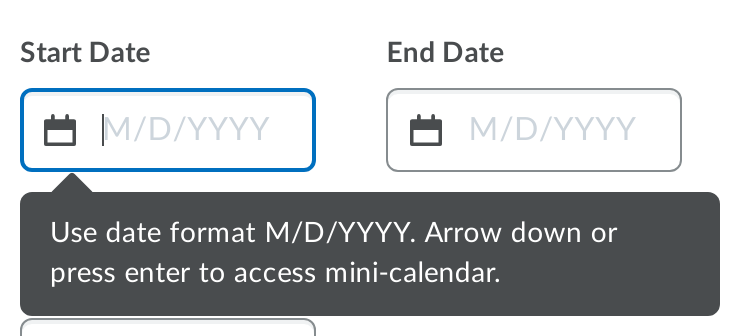 Start Date
End Date
M/D/YYYY
M/D/YYYY
Use date format M/D/YYYY. Arrow down or
press enter to access mini-calendar.